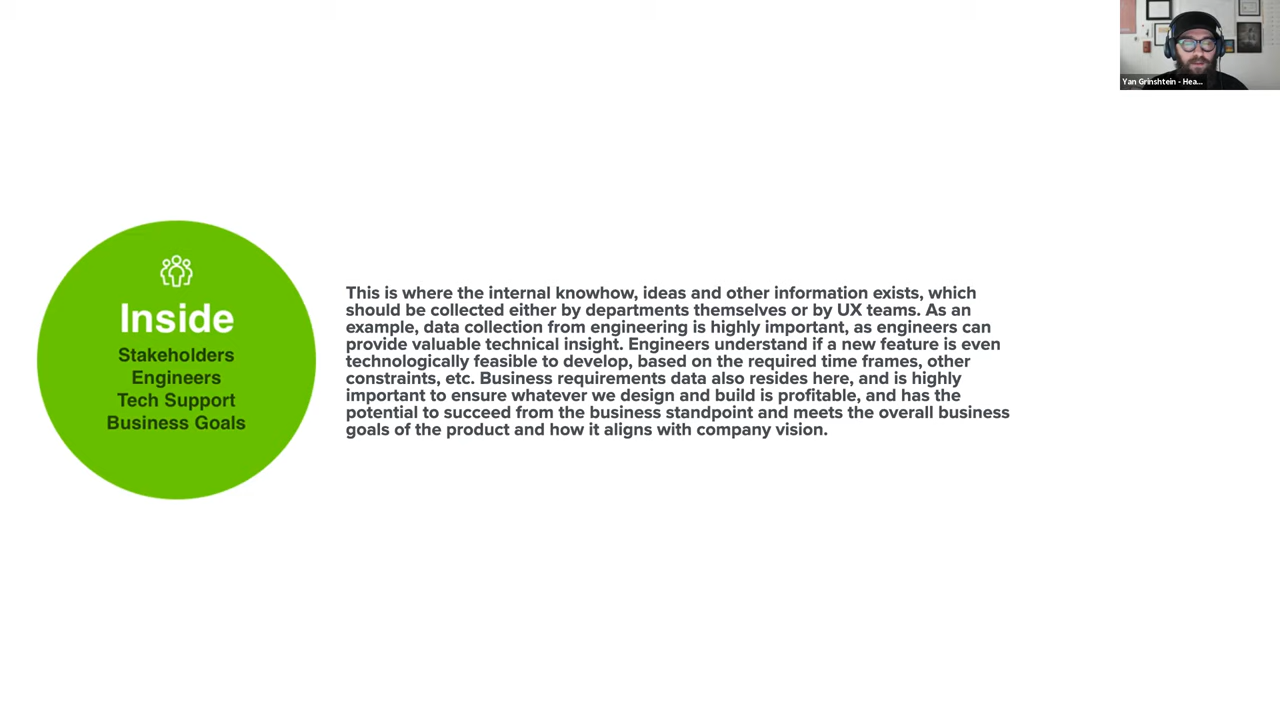 Yan Grinshtein - Hea...
Inside
Stakeholders
Engineers
Tech Support
Business Goals
This is where the internal knowhow, ideas and other information exists, which
should be collected either by departments themselves or by UX teams. As an
example, data collection from engineering is highly important, as engineers can
provide valuable technical insight. Engineers understand if a new feature is even
technologically feasible to develop, based on the required time frames, other
constraints, etc. Business requirements data also resides here, and is highly
important to ensure whatever we design and build is profitable, and has the
potential to succeed from the business standpoint and meets the overall business
goals of the product and how it aligns with company vision.